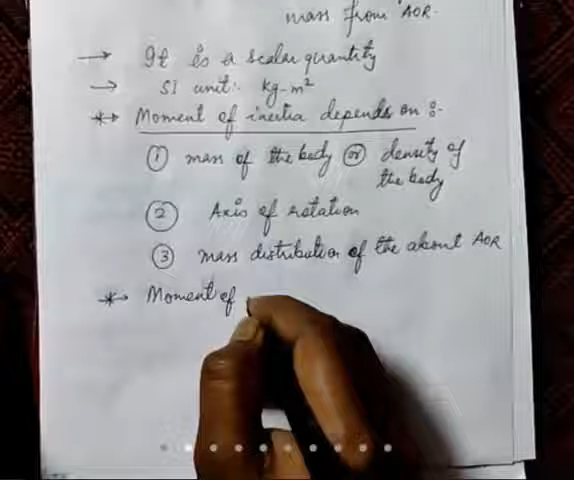 mass from AOR.
→ It is a scalar quantity
→ SI unit:- kg-m²
*→ Moment of inertia depends on :-
① mass of the body (or) density of
the body
② Axis of rotation
③ mass distribution of the about AOR
*→ Moment of